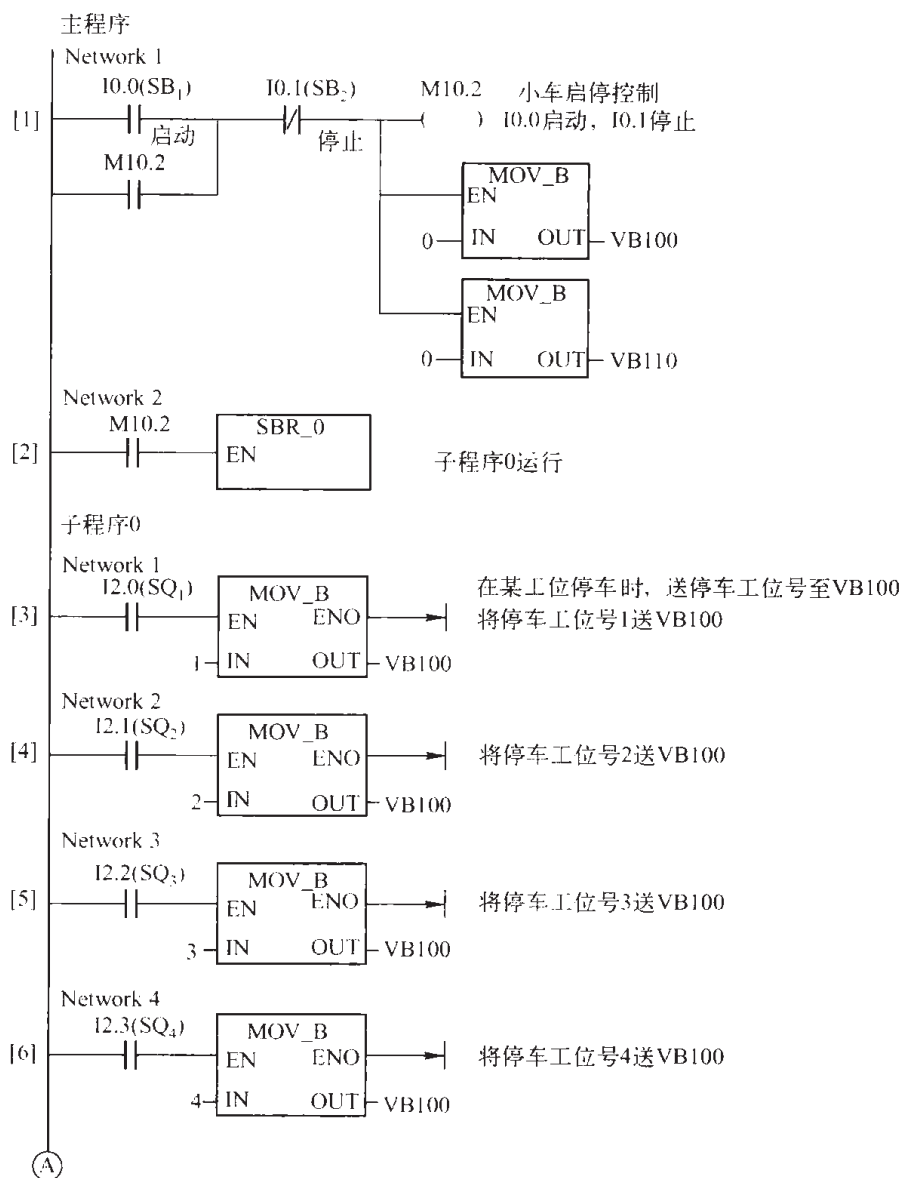 主程序
Network 1
I0.0(SB₁)
I0.1(SB₂)
M10.2
小车启停控制
[1]
启动
停止
( )
I0.0启动，I0.1停止
M10.2
MOV_B
EN
0
IN
OUT
VB100
MOV_B
EN
0
IN
OUT
VB110
Network 2
M10.2
SBR_0
[2]
EN
子程序0运行
子程序0
Network 1
I2.0(SQ₁)
MOV_B
在某工位停车时，送停车工位号至VB100
[3]
EN
ENO
将停车工位号1送VB100
1
IN
OUT
VB100
Network 2
I2.1(SQ₂)
MOV_B
[4]
EN
ENO
将停车工位号2送VB100
2
IN
OUT
VB100
Network 3
I2.2(SQ₃)
MOV_B
[5]
EN
ENO
将停车工位号3送VB100
3
IN
OUT
VB100
Network 4
I2.3(SQ₄)
MOV_B
[6]
EN
ENO
将停车工位号4送VB100
4
IN
OUT
VB100
A